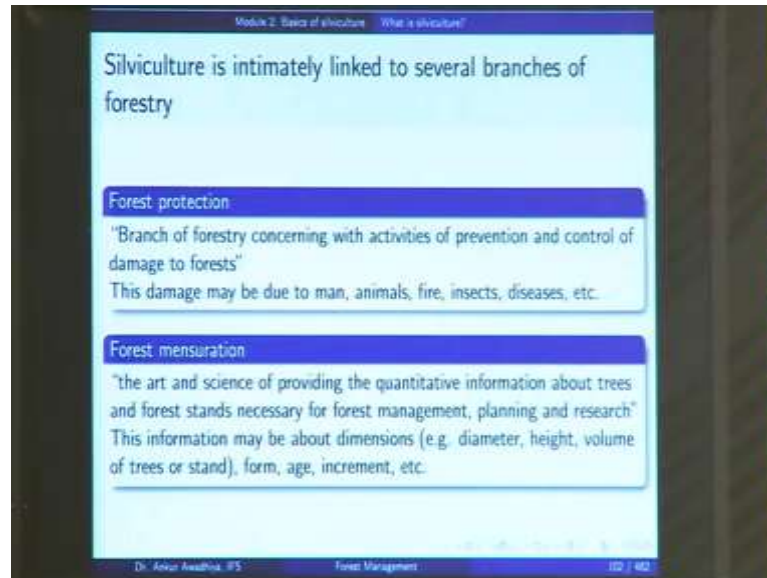 Module 2: Basics of silviculture What is silviculture?
Silviculture is intimately linked to several branches of
forestry
Forest protection
"Branch of forestry concerning with activities of prevention and control of
damage to forests"
This damage may be due to man, animals, fire, insects, diseases, etc.
Forest mensuration
"the art and science of providing the quantitative information about trees
and forest stands necessary for forest management, planning and research"
This information may be about dimensions (e.g. diameter, height, volume
of trees or stand), form, age, increment, etc.
Dr. Ankur Awadhiya, IFS Forest Management 102 / 482